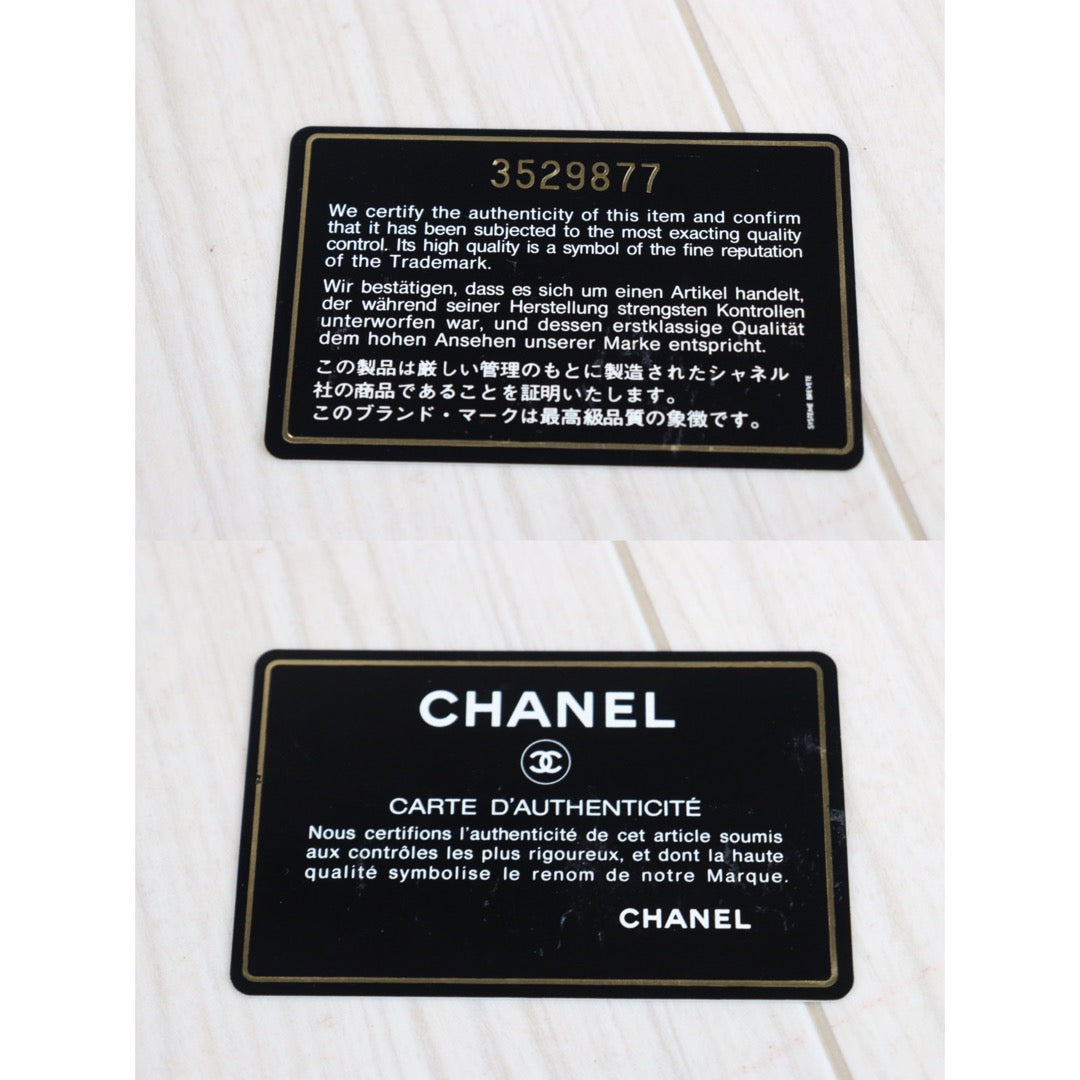 3529877
We certify the authenticity of this item and confirm
that it has been subjected to the most exacting quality
control. Its high quality is a symbol of the fine reputation
of the Trademark.
Wir bestätigen, dass es sich um einen Artikel handelt,
der während seiner Herstellung strengsten Kontrollen
unterworfen war, und dessen erstklassige Qualität
dem hohen Ansehen unserer Marke entspricht.
この製品は厳しい管理のもとに製造されたシャネル
社の商品であることを証明いたします。
このブランド・マークは最高級品質の象徴です。
SYSTEME BREVETE
CHANEL
CARTE D'AUTHENTICITÉ
Nous certifions l'authenticité de cet article soumis
aux contrôles les plus rigoureux, et dont la haute
qualité symbolise le renom de notre Marque.
CHANEL